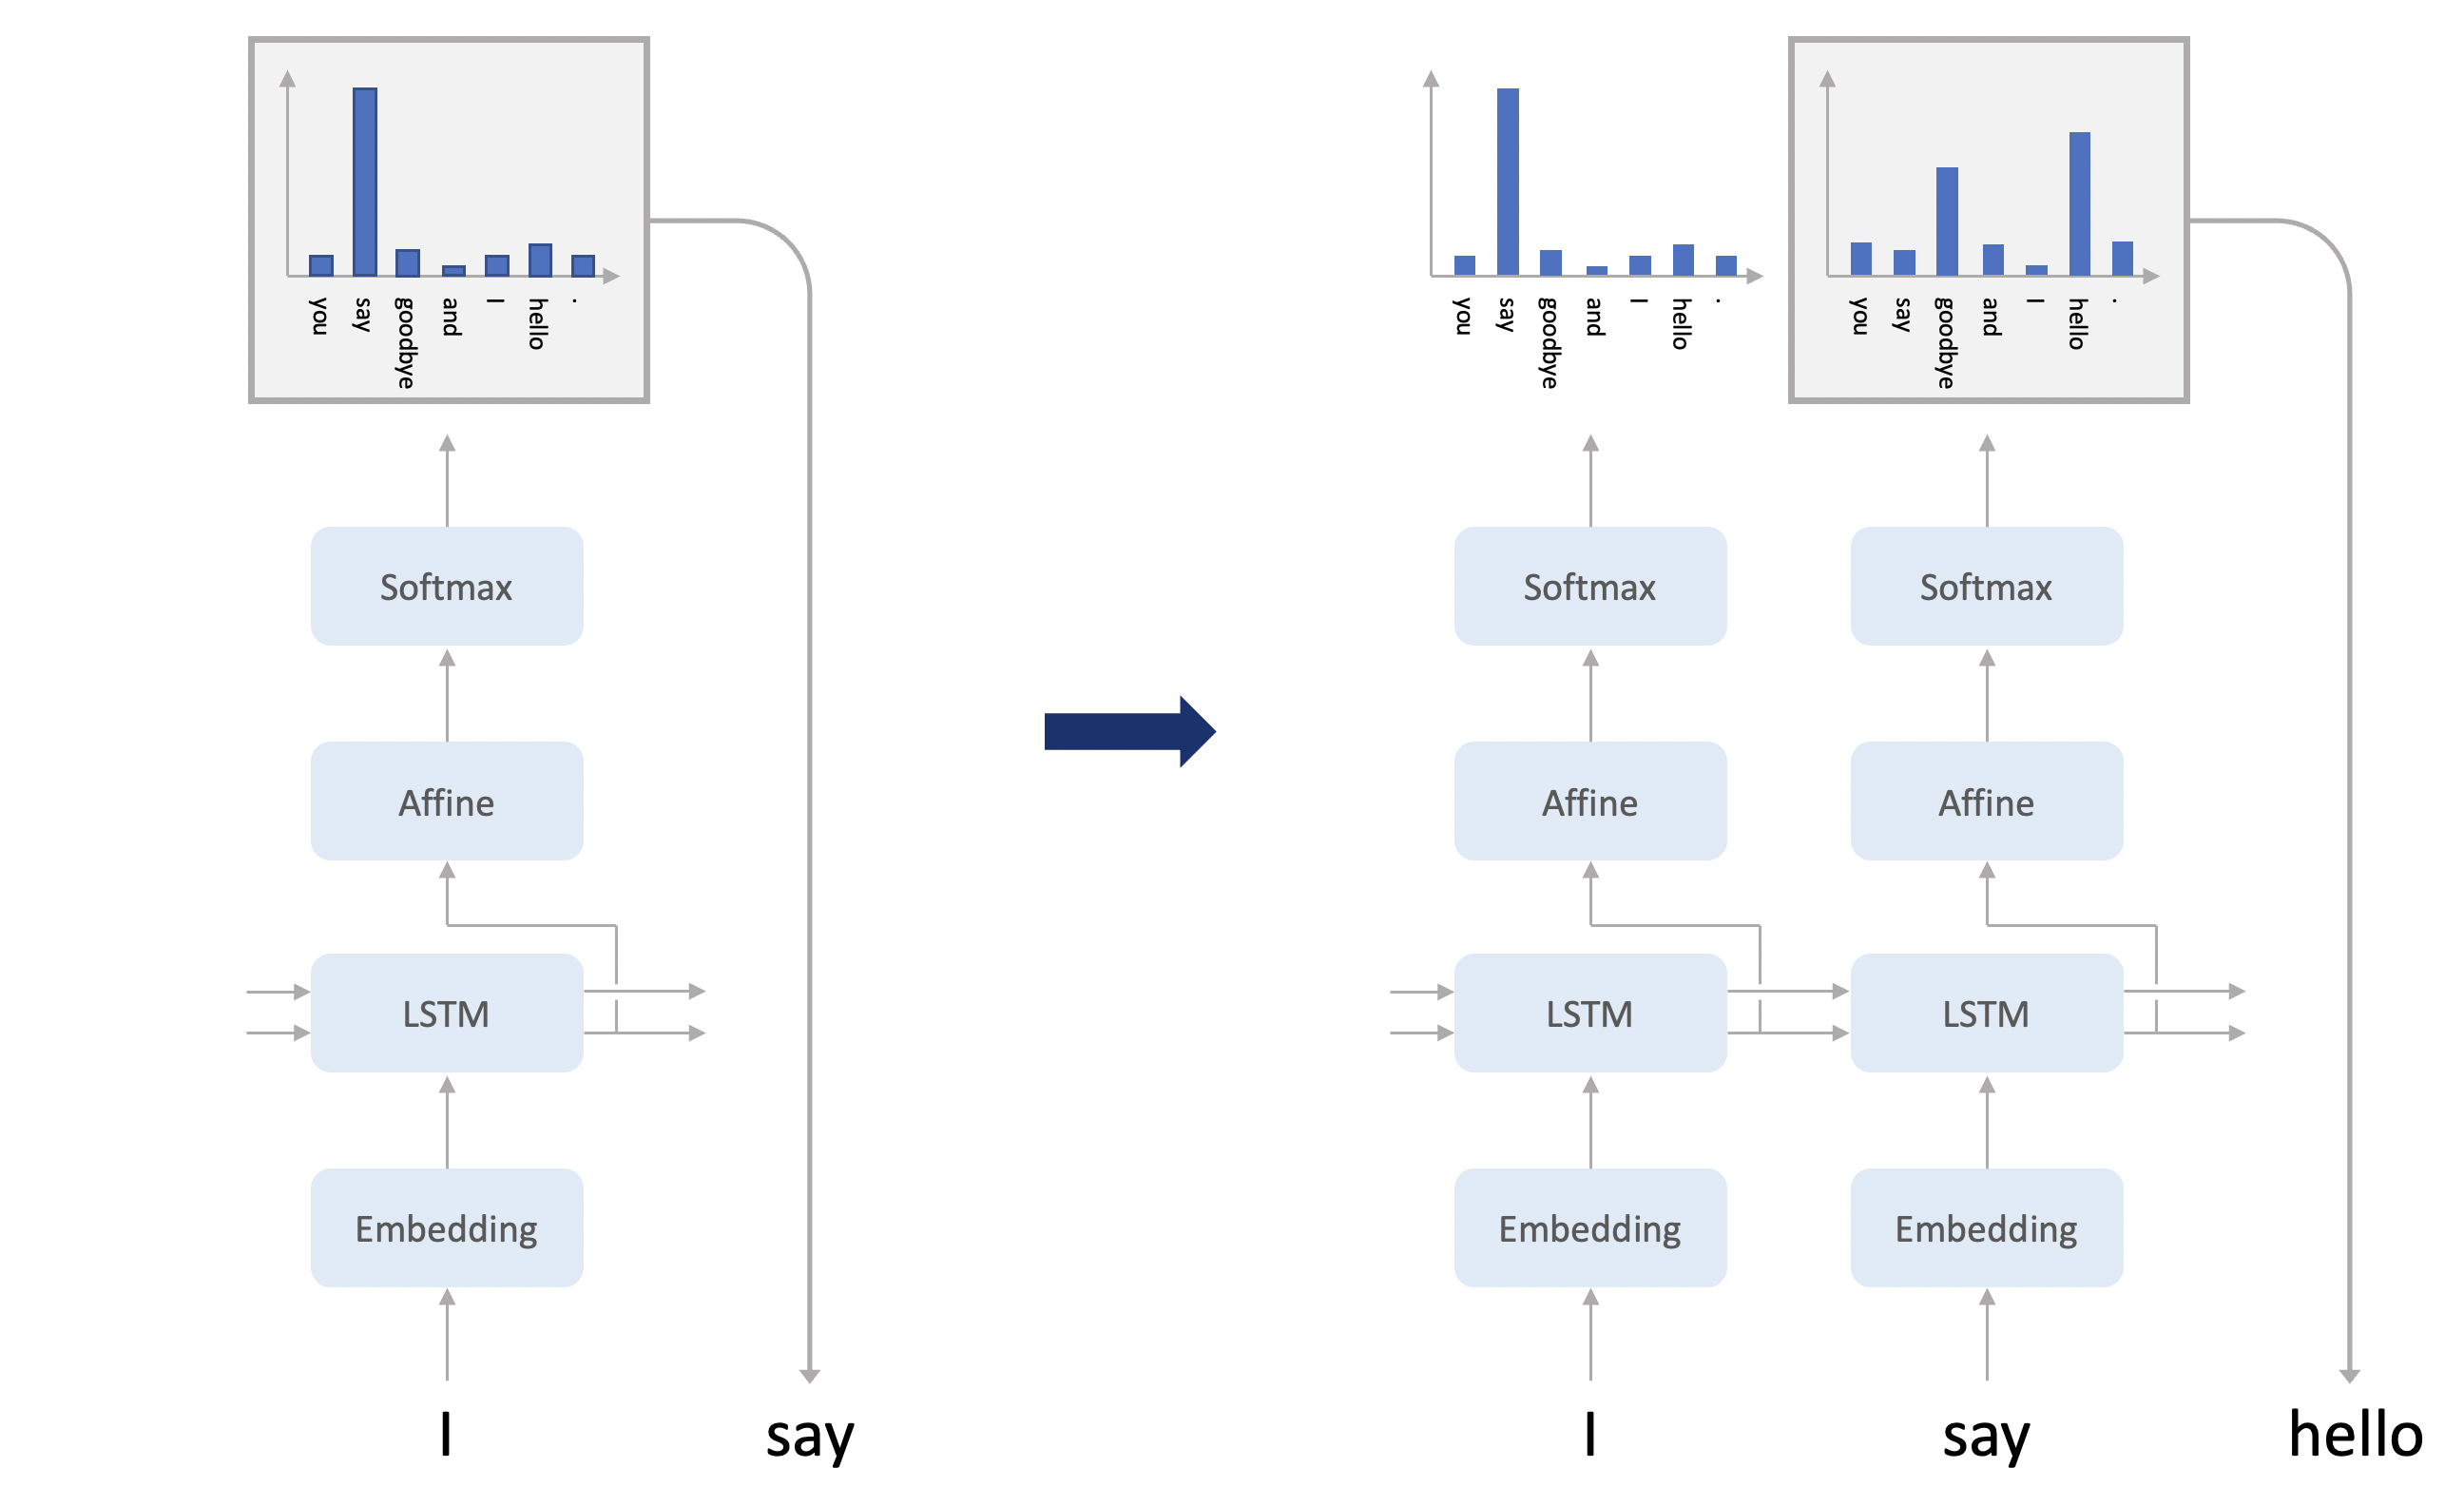 you
say
goodbye
and
I
hello
.
you
say
goodbye
and
I
hello
.
you
say
goodbye
and
I
hello
.
Softmax
Softmax
Softmax
Affine
Affine
Affine
LSTM
LSTM
LSTM
Embedding
Embedding
Embedding
I
say
I
say
hello